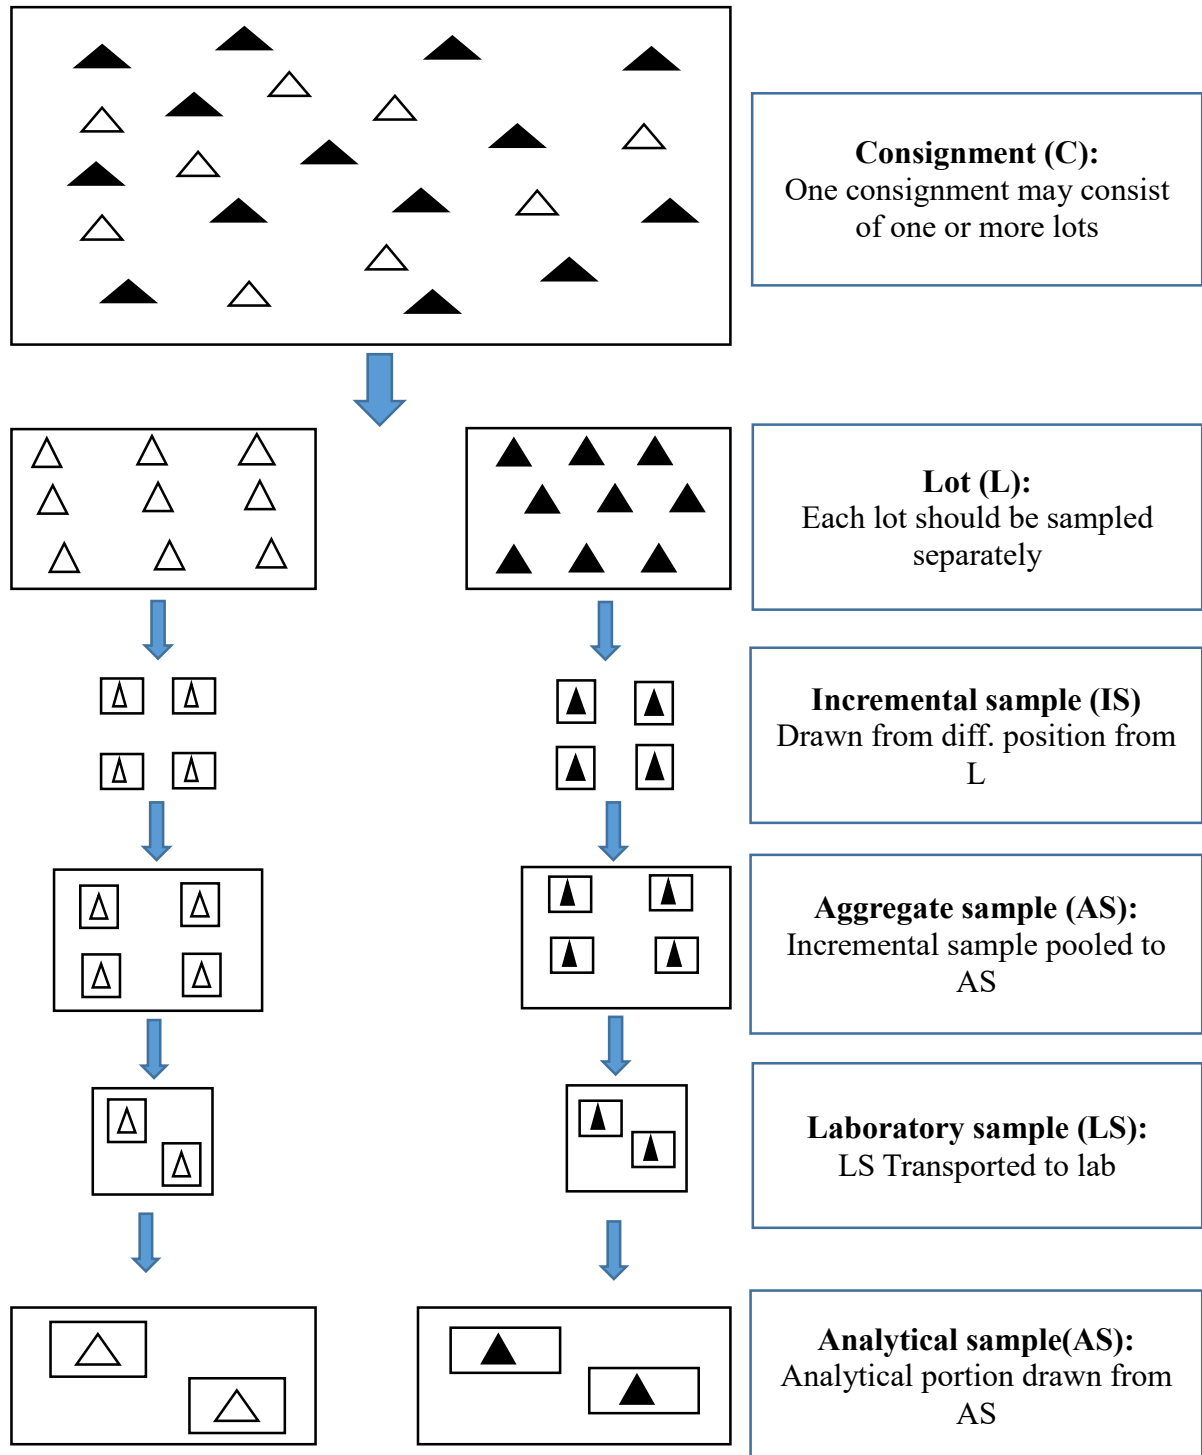 Consignment (C):
One consignment may consist
of one or more lots
Lot (L):
Each lot should be sampled
separately
Incremental sample (IS)
Drawn from diff. position from
L
Aggregate sample (AS):
Incremental sample pooled to
AS
Laboratory sample (LS):
LS Transported to lab
Analytical sample(AS):
Analytical portion drawn from
AS